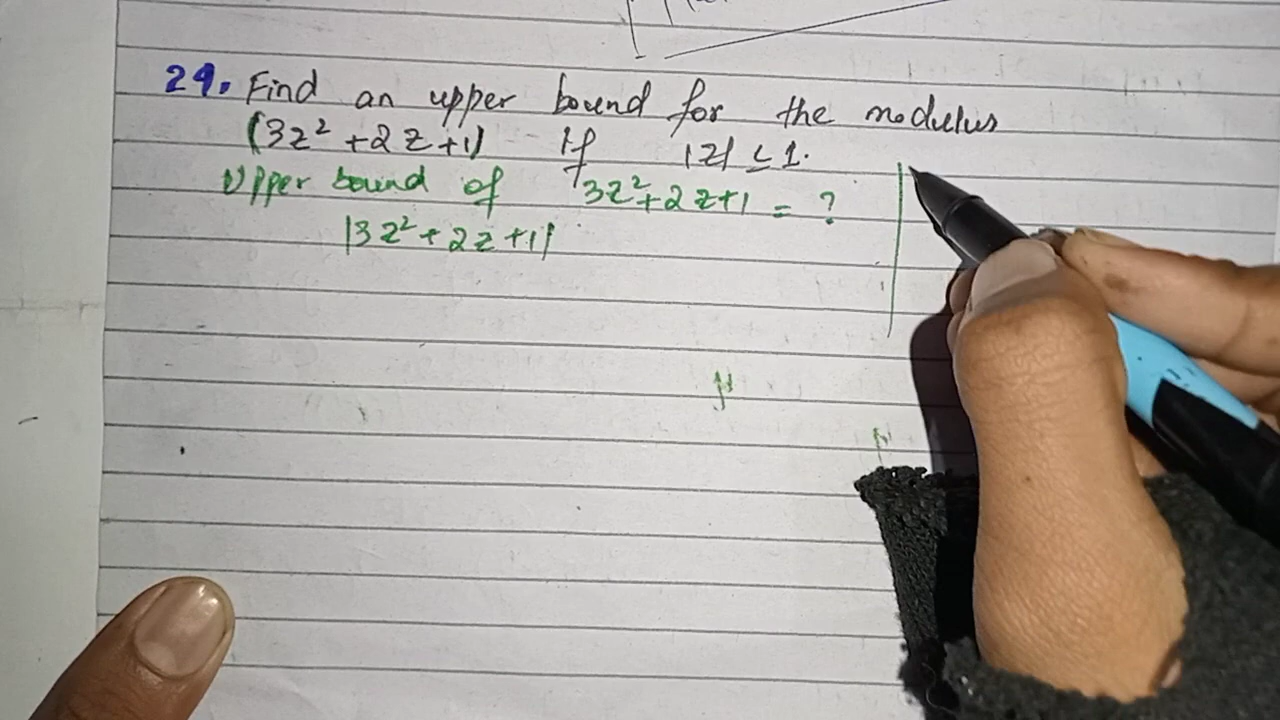 29. Find an upper bound for the modulus
(3z² + 2z + 1) If |z| ≤ 1.
Upper bound of 3z² + 2z + 1 = ?
|3z² + 2z + 1|